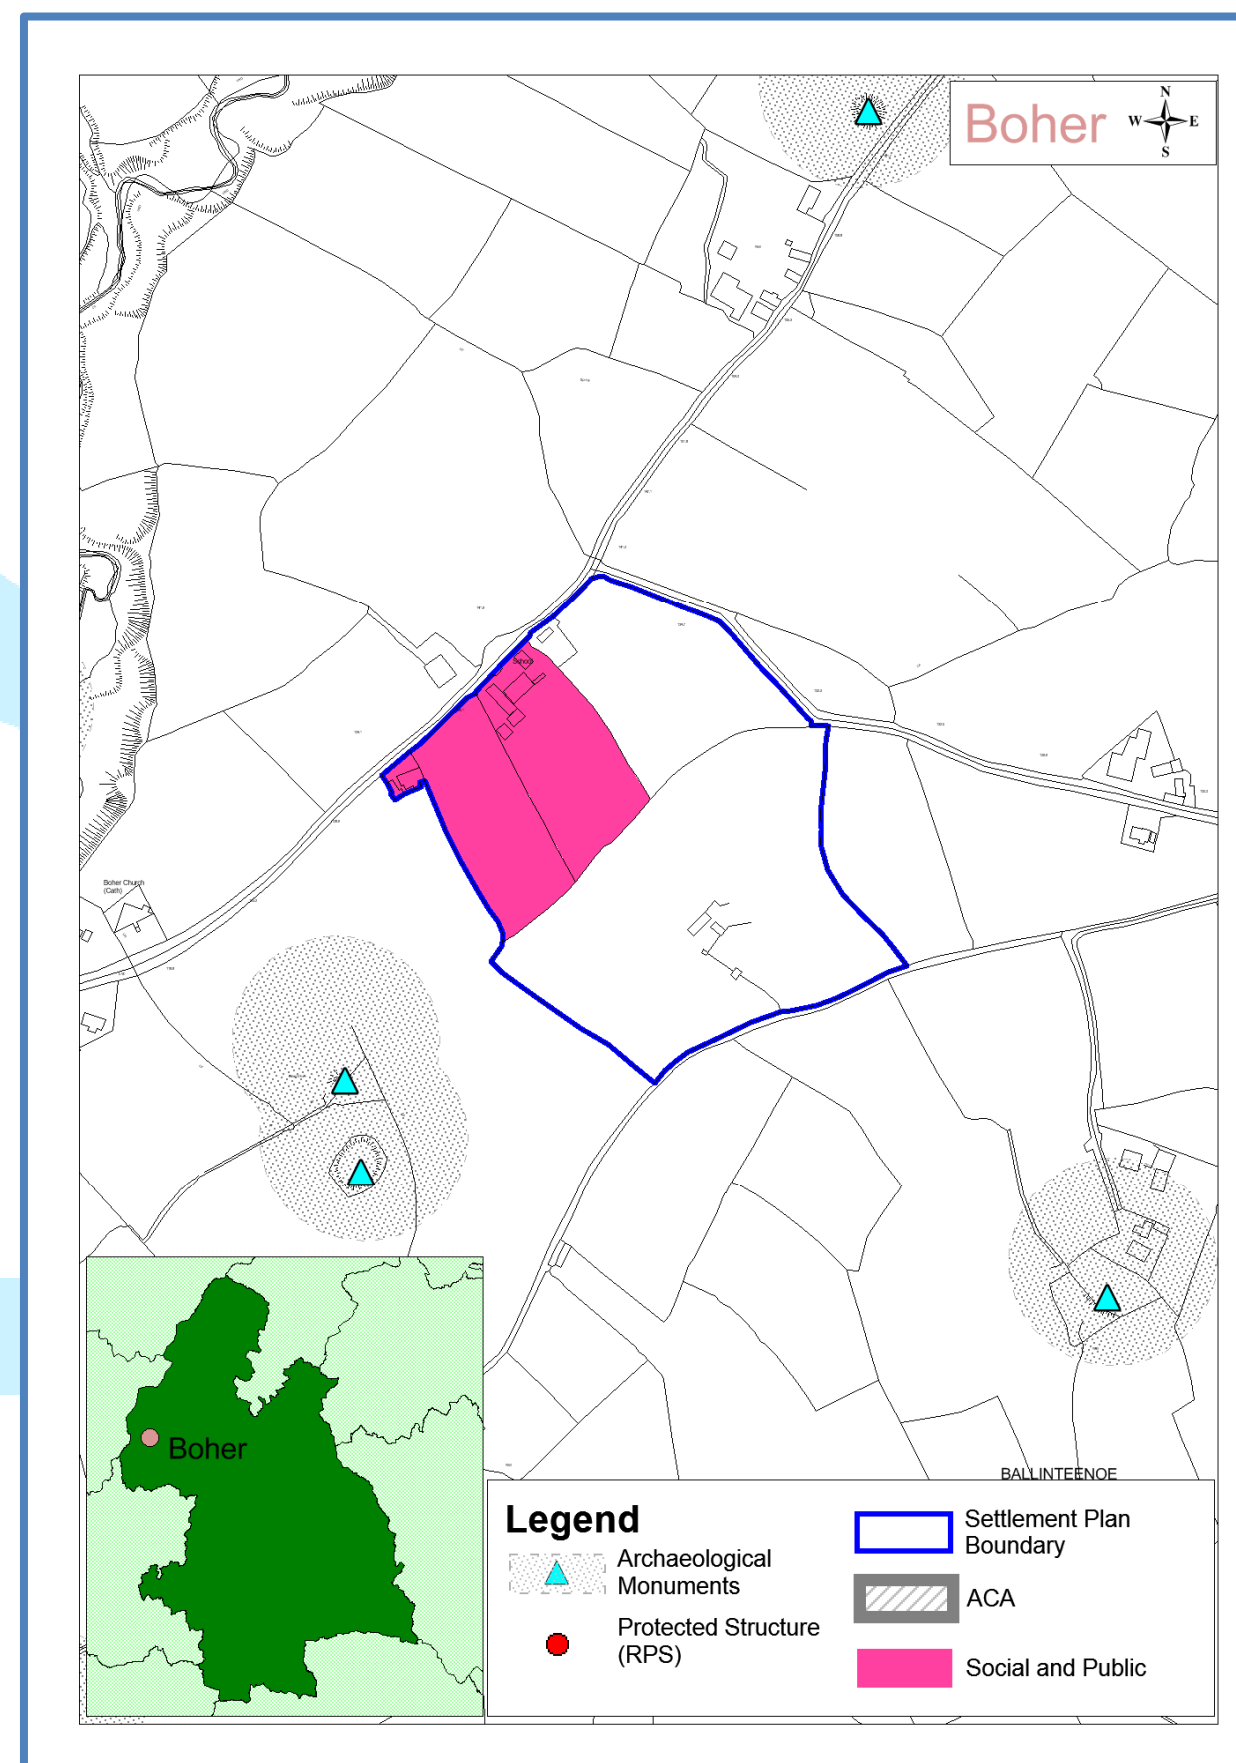 Boher
N
W E
S
School
Boher Church
(Cath)
Boher
BALLINTEENOE
Legend
Archaeological
Monuments
Protected Structure
(RPS)
Settlement Plan
Boundary
ACA
Social and Public